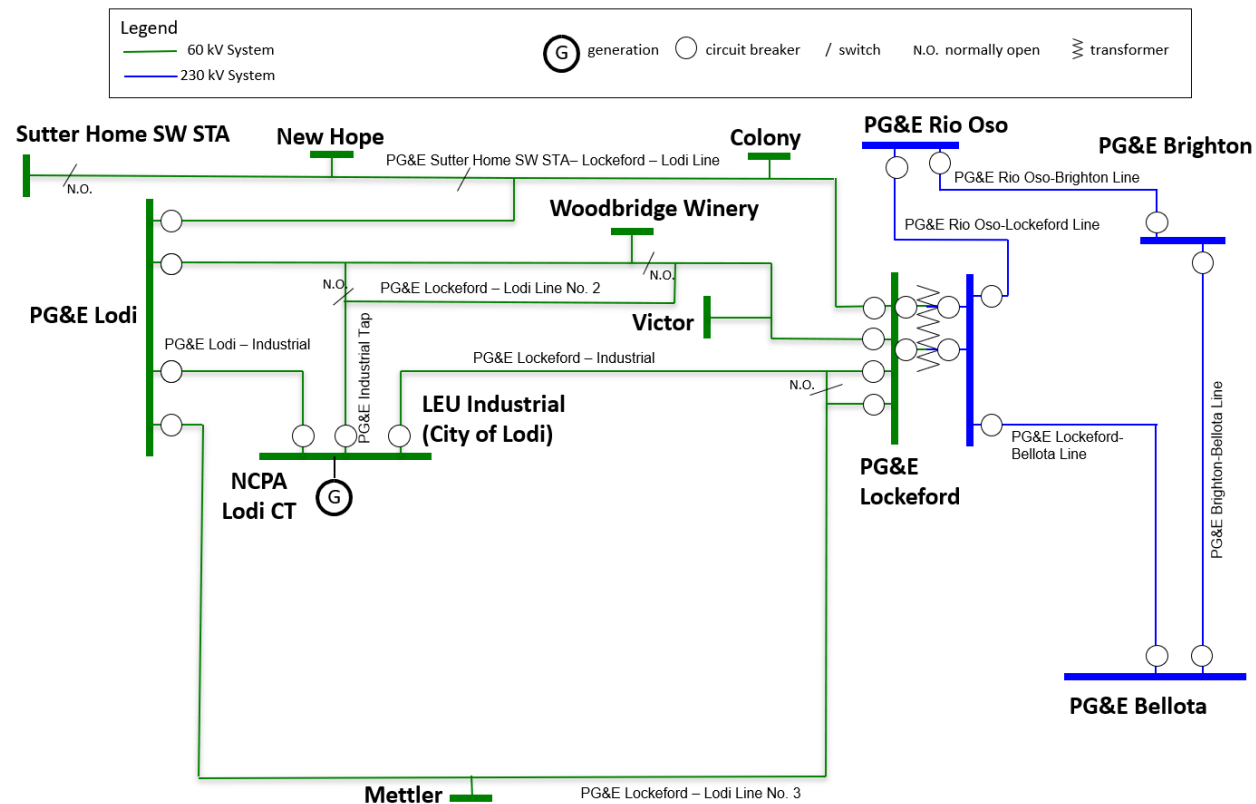 Legend
60 kV System
230 kV System
G
generation
circuit breaker
/ switch
N.O. normally open
transformer
Sutter Home SW STA
New Hope
PG&E Sutter Home SW STA– Lockeford – Lodi Line
Colony
PG&E Rio Oso
PG&E Brighton
N.O.
PG&E Rio Oso-Brighton Line
Woodbridge Winery
PG&E Rio Oso-Lockeford Line
N.O.
N.O.
PG&E Lockeford – Lodi Line No. 2
PG&E Lodi
Victor
PG&E Lodi – Industrial
PG&E Industrial Tap
PG&E Lockeford – Industrial
N.O.
LEU Industrial
(City of Lodi)
PG&E Lockeford-
Bellota Line
PG&E Brighton-Bellota Line
PG&E
Lockeford
NCPA
Lodi CT
G
PG&E Bellota
Mettler
PG&E Lockeford – Lodi Line No. 3